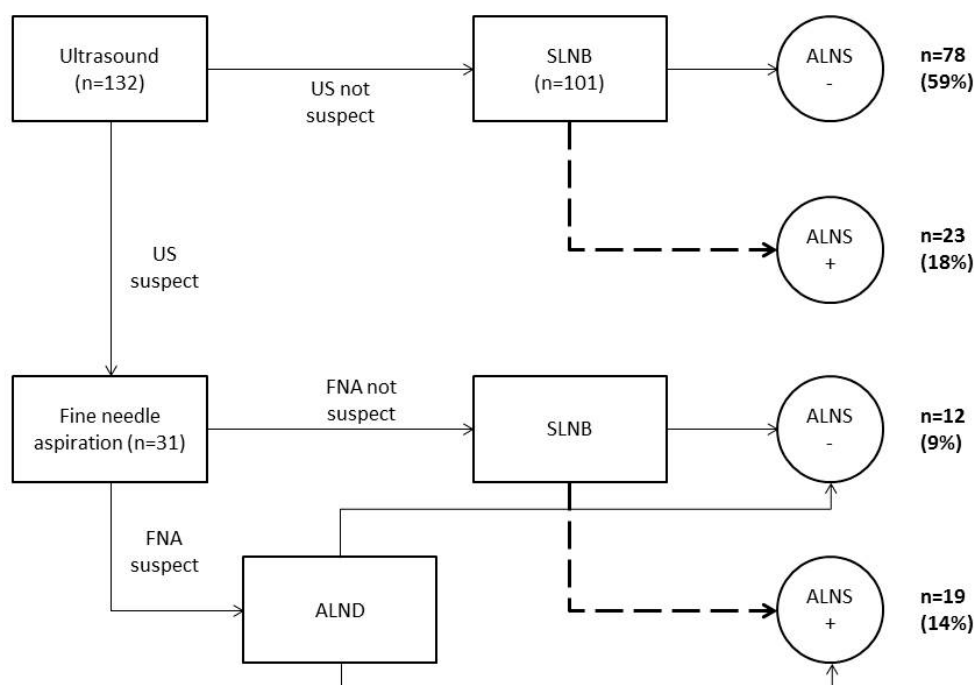 Ultrasound
(n=132)
US not
suspect
SLNB
(n=101)
ALNS
-
n=78
(59%)
ALNS
+
n=23
(18%)
US
suspect
Fine needle
aspiration (n=31)
FNA not
suspect
SLNB
ALNS
-
n=12
(9%)
FNA
suspect
ALND
ALNS
+
n=19
(14%)